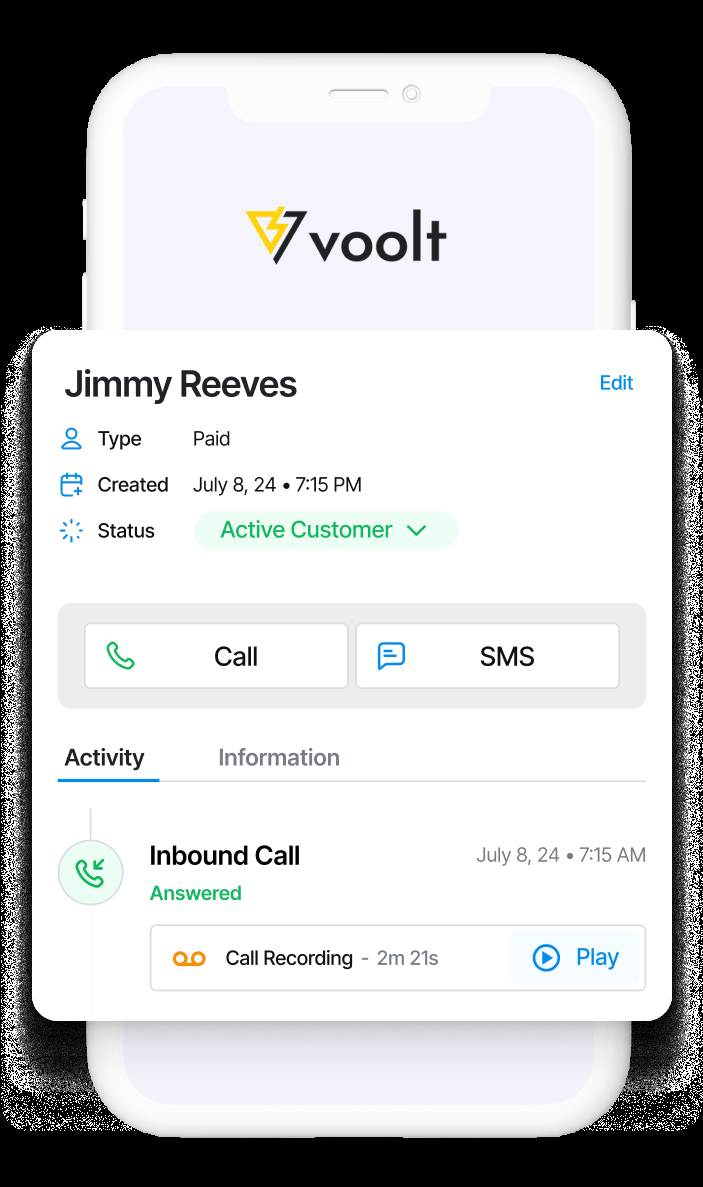 voolt
Jimmy Reeves Edit
Type Paid
Created July 8, 24 • 7:15 PM
Status Active Customer
Call SMS
Activity Information
Inbound Call July 8, 24 • 7:15 AM
Answered
Call Recording - 2m 21s Play